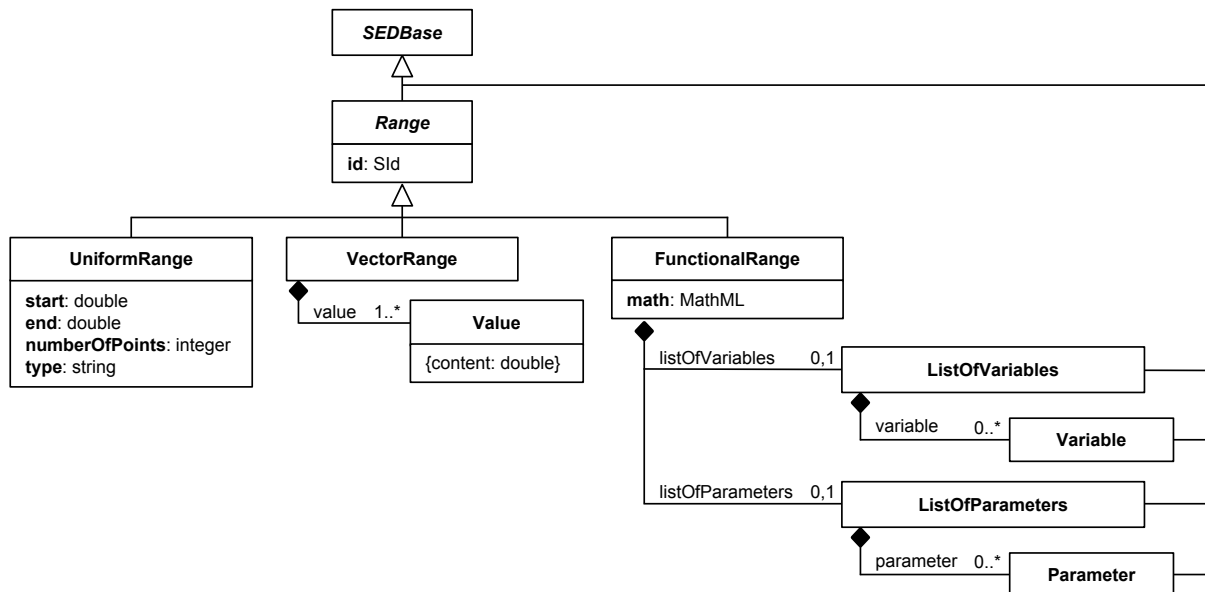 SEDBase
Range
id: SId
UniformRange
start: double
end: double
numberOfPoints: integer
type: string
VectorRange
value 1..*
Value
{content: double}
FunctionalRange
math: MathML
listOfVariables 0,1
ListOfVariables
variable 0..*
Variable
listOfParameters 0,1
ListOfParameters
parameter 0..*
Parameter